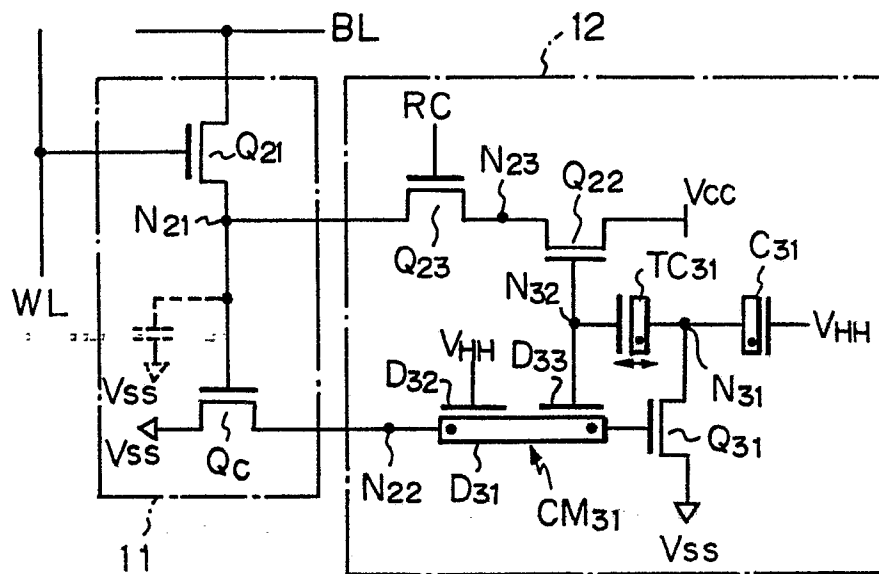 BL
12
RC
Q21
N23
Q22
VCC
N21
Q23
TC31
C31
N32
WL
VHH
VHH
D32
D33
N31
VSS
VSS
QC
N22
D31
CM31
Q31
VSS
11